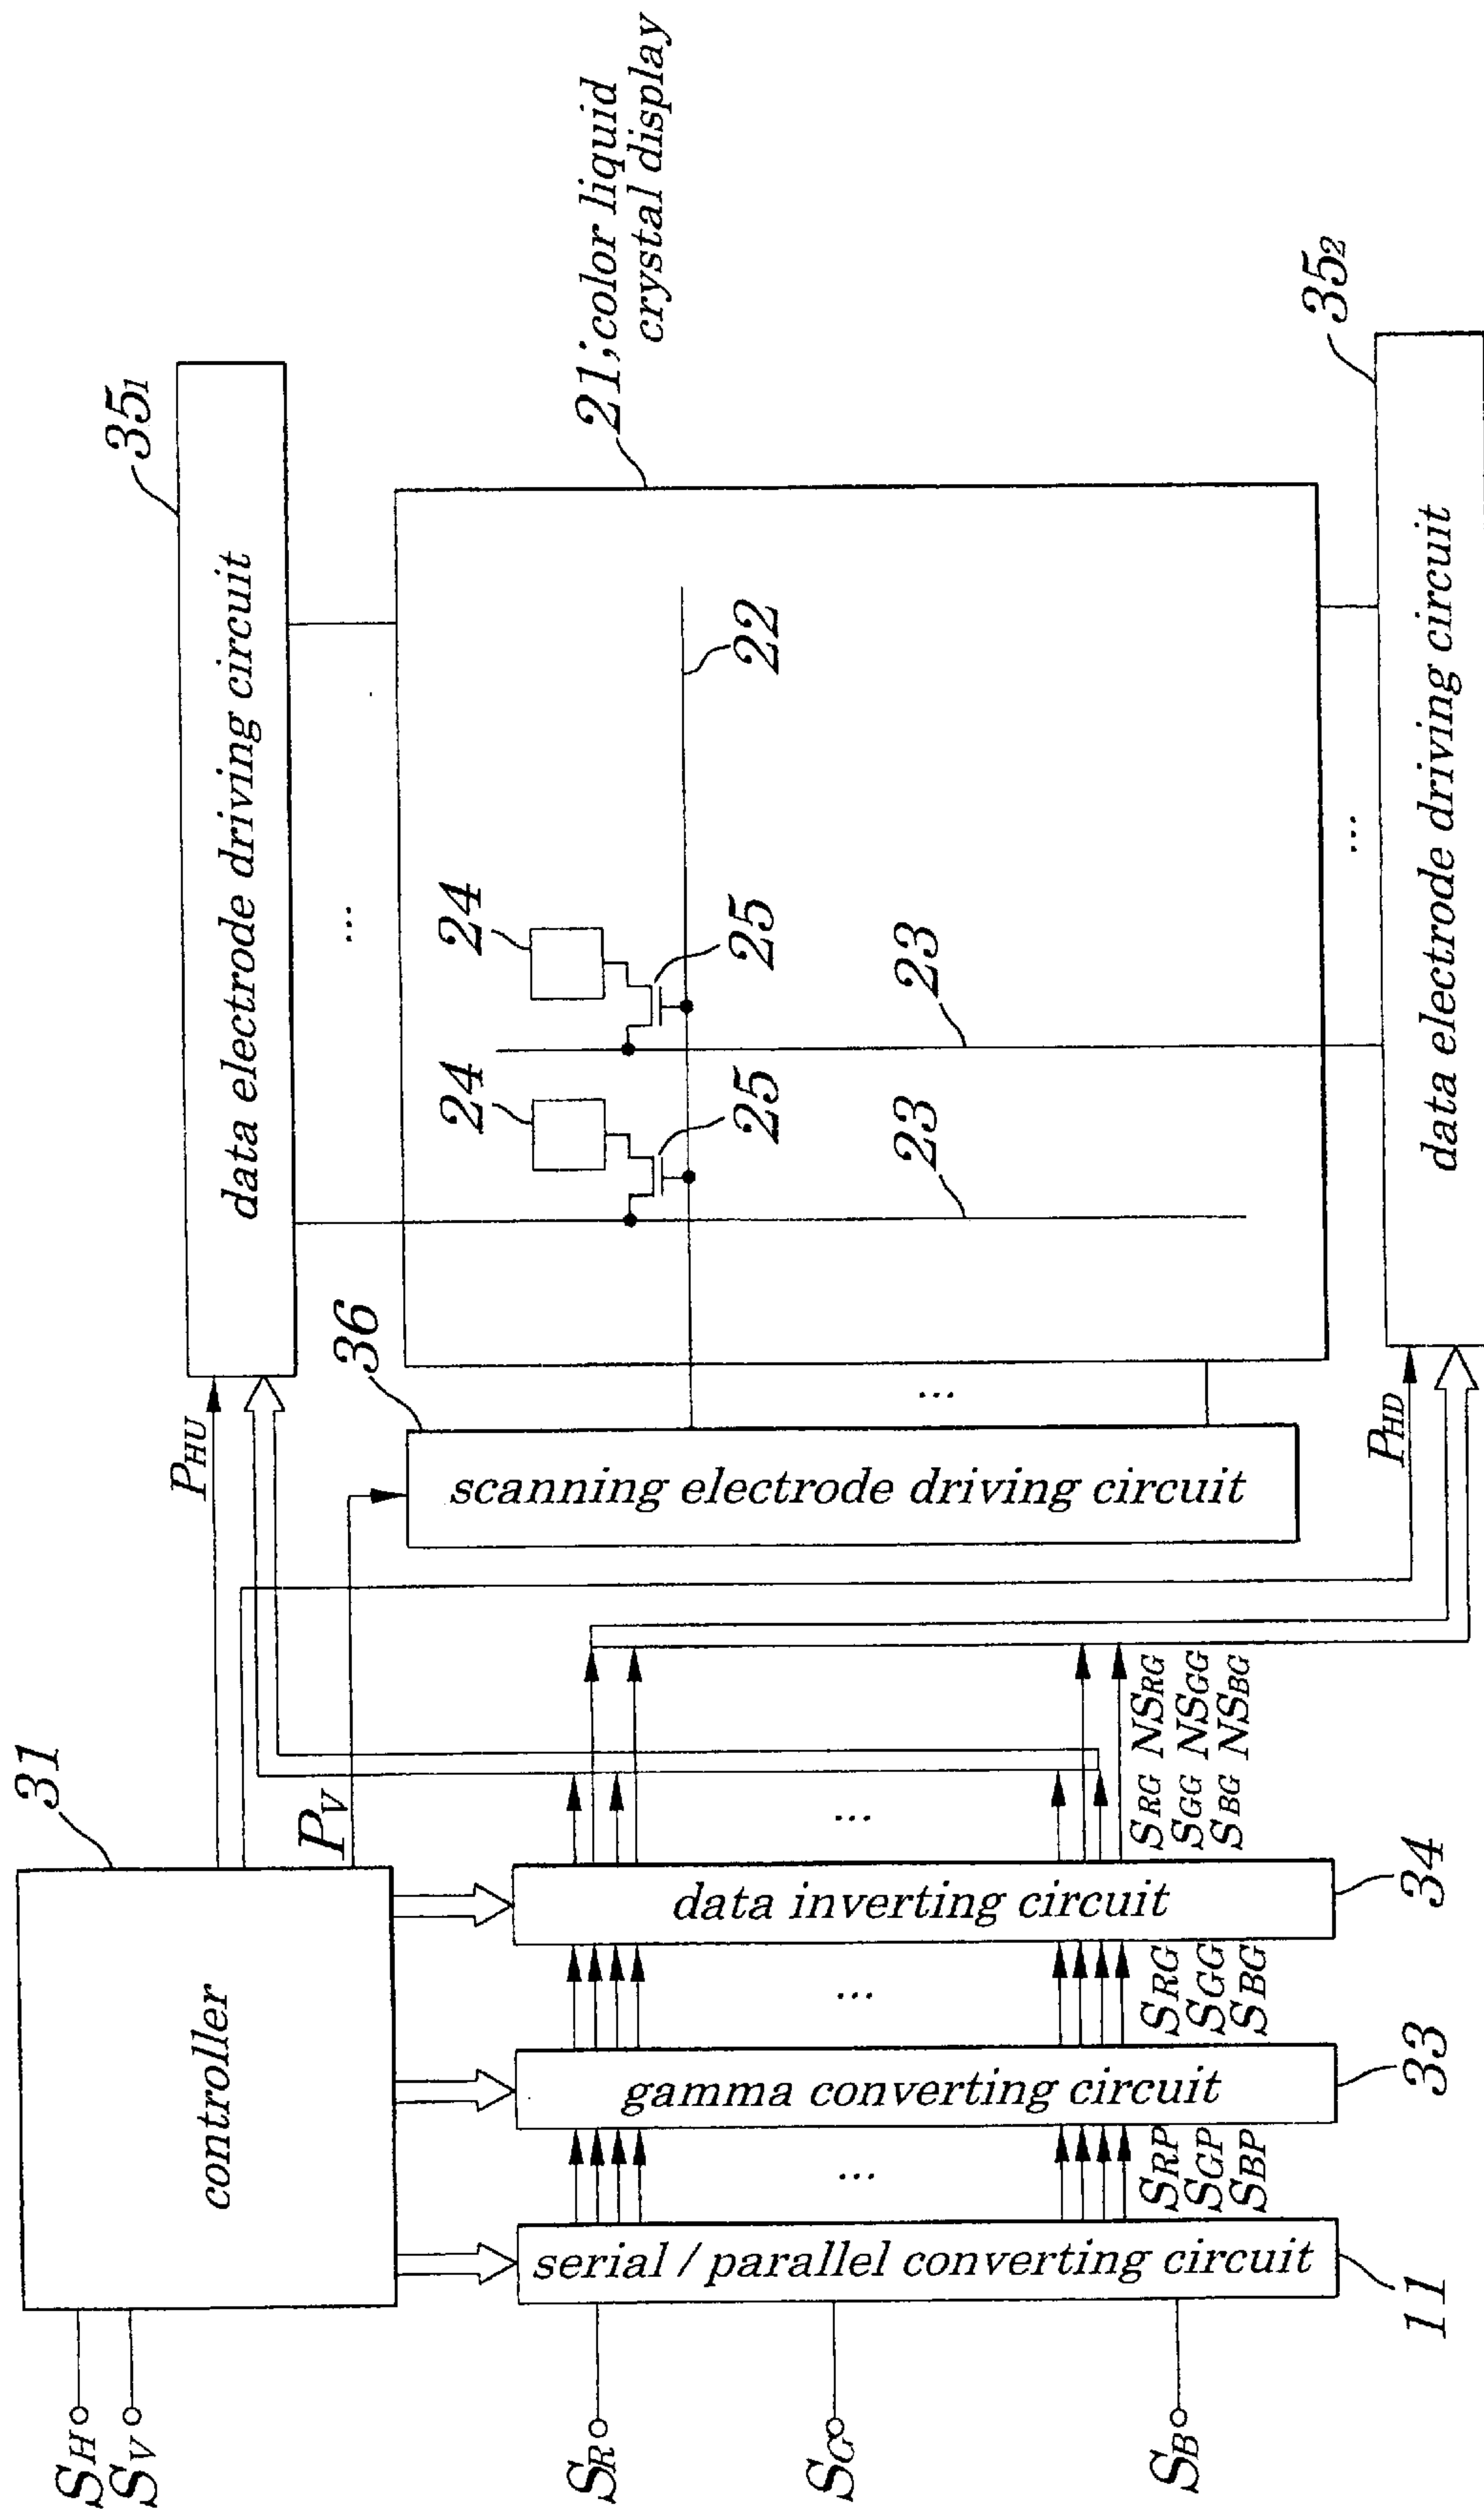 31
controller
S_H
S_V
P_V
P_HU
35_1
data electrode driving circuit
...
36
scanning electrode driving circuit
...
21;color liquid
crystal display
24
24
25
25
22
23
23
...
P_HD
35_2
data electrode driving circuit
S_R
S_G
S_B
serial / parallel converting circuit
11
...
S_RP
S_GP
S_BP
gamma converting circuit
33
...
S_RG
S_GG
S_BG
data inverting circuit
34
...
S_RG NS_RG
S_GG NS_GG
S_BG NS_BG